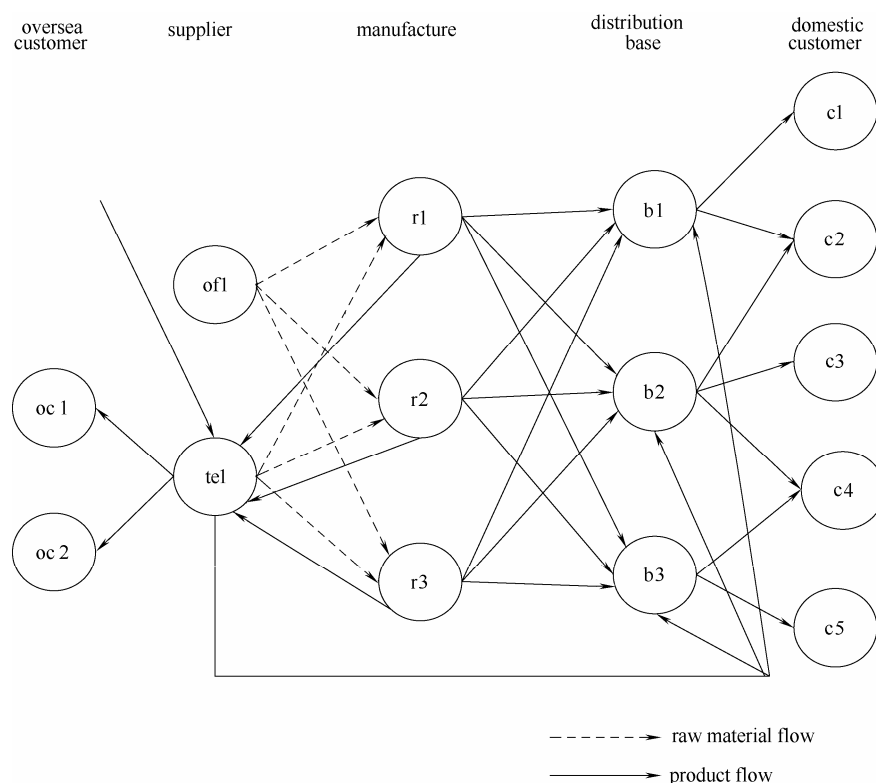 oversea
customer
supplier
manufacture
distribution
base
domestic
customer
c1
r1
b1
c2
of1
c3
oc 1
r2
b2
te1
c4
oc 2
r3
b3
c5
raw material flow
product flow